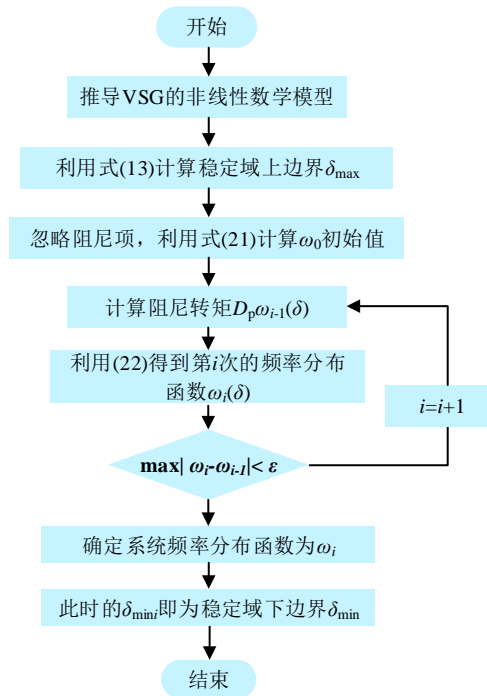 开始
推导VSG的非线性数学模型
利用式(13)计算稳定域上边界δmax
忽略阻尼项，利用式(21)计算ω0初始值
计算阻尼转矩Dpωi-1(δ)
利用(22)得到第i次的频率分布
函数ωi(δ)
i=i+1
max| ωi-ωi-1|< ε
确定系统频率分布函数为ωi
此时的δmini即为稳定域下边界δmin
结束